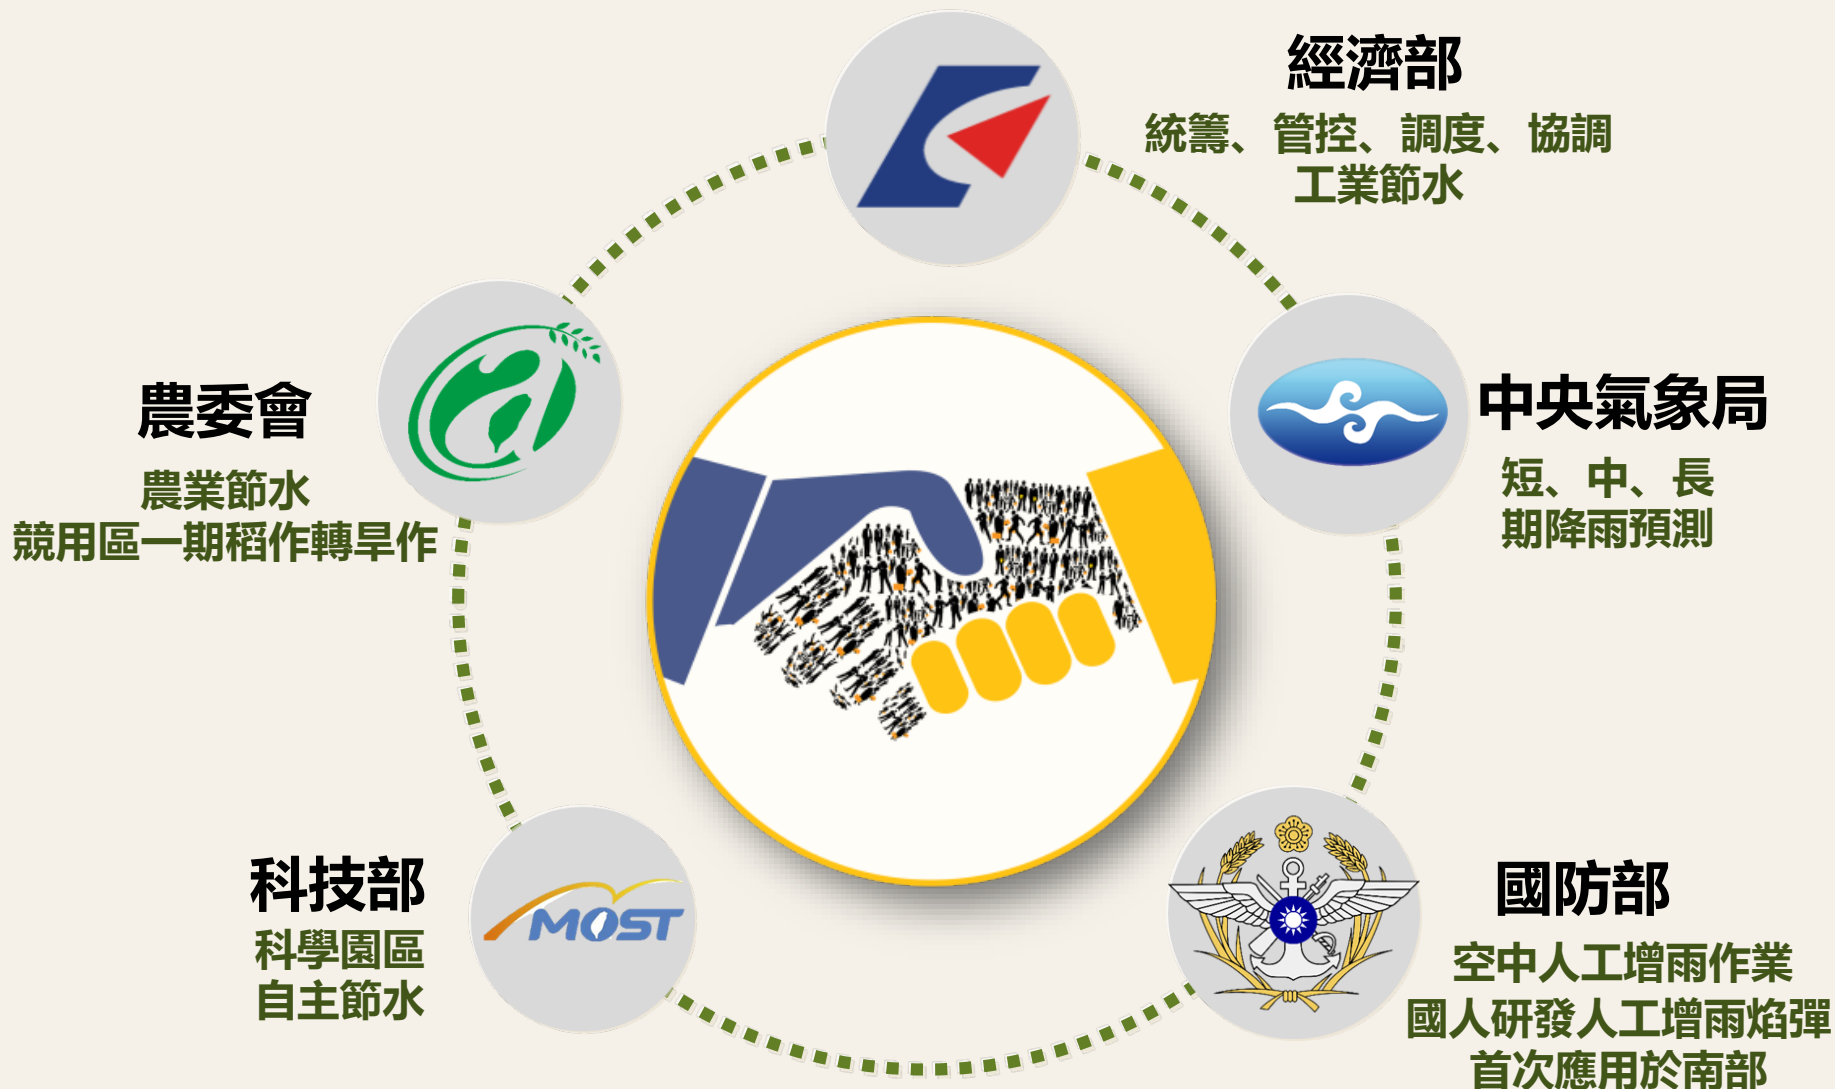 經濟部
統籌、管控、調度、協調
工業節水
中央氣象局
短、中、長
期降雨預測
農委會
農業節水
競用區一期稻作轉旱作
科技部
科學園區
自主節水
MOST
國防部
空中人工增雨作業
國人研發人工增雨焰彈
首次應用於南部